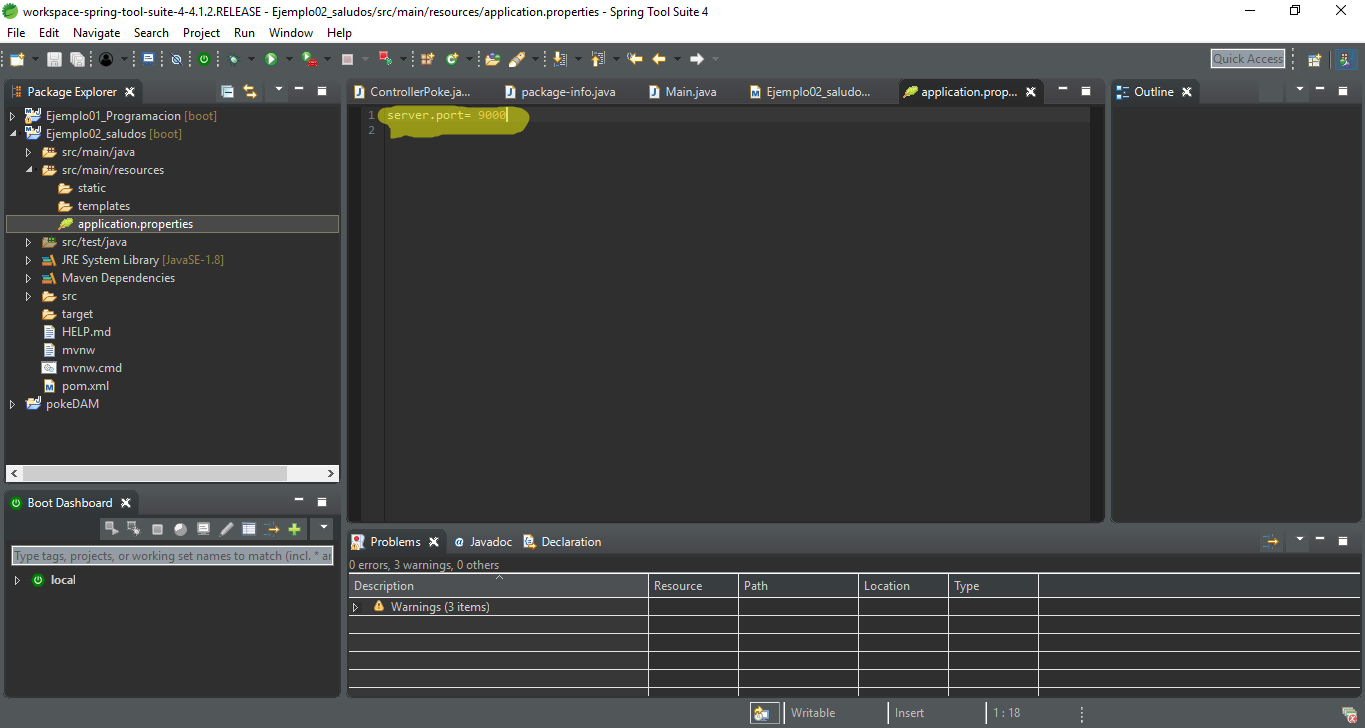 workspace-spring-tool-suite-4-4.1.2.RELEASE - Ejemplo02_saludos/src/main/resources/application.properties - Spring Tool Suite 4
File Edit Navigate Search Project Run Window Help
Quick Access
Package Explorer
Ejemplo01_Programacion [boot]
Ejemplo02_saludos [boot]
src/main/java
src/main/resources
static
templates
application.properties
src/test/java
JRE System Library [JavaSE-1.8]
Maven Dependencies
src
target
HELP.md
mvnw
mvnw.cmd
pom.xml
pokeDAM
ControllerPoke.ja... package-info.java Main.java Ejemplo02_saludo... application.prop...
1 server.port= 9000
2
Outline
Boot Dashboard
Type tags, projects, or working set names to match (incl. * ar
local
Problems Javadoc Declaration
0 errors, 3 warnings, 0 others
Description Resource Path Location Type
Warnings (3 items)
Writable Insert 1 : 18